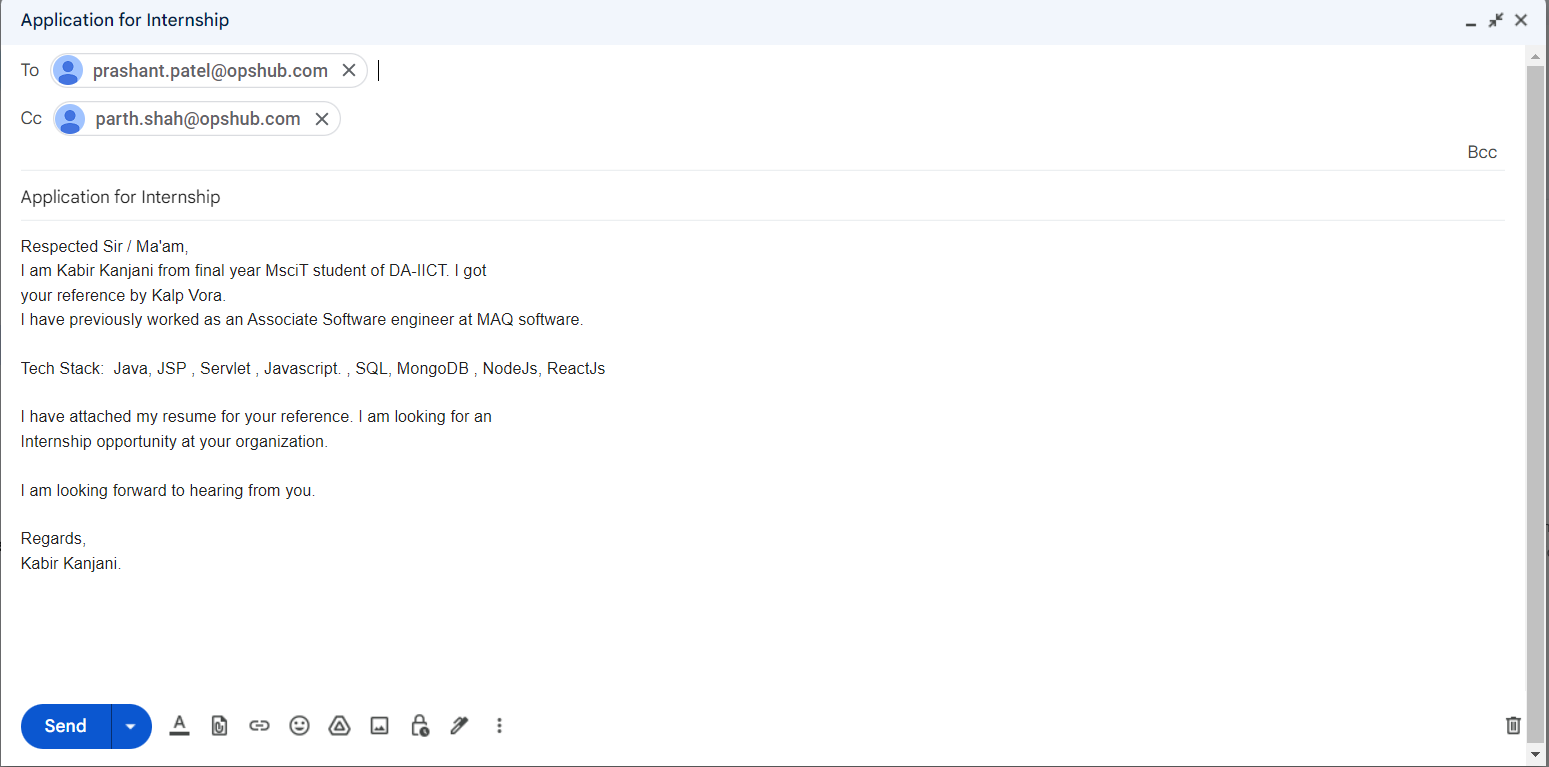 Application for Internship
To prashant.patel@opshub.com
Cc parth.shah@opshub.com
Bcc
Application for Internship
Respected Sir / Ma'am,
I am Kabir Kanjani from final year MsciT student of DA-IICT. I got
your reference by Kalp Vora.
I have previously worked as an Associate Software engineer at MAQ software.
Tech Stack:  Java, JSP , Servlet , Javascript. , SQL, MongoDB , NodeJs, ReactJs
I have attached my resume for your reference. I am looking for an
Internship opportunity at your organization.
I am looking forward to hearing from you.
Regards,
Kabir Kanjani.
Send